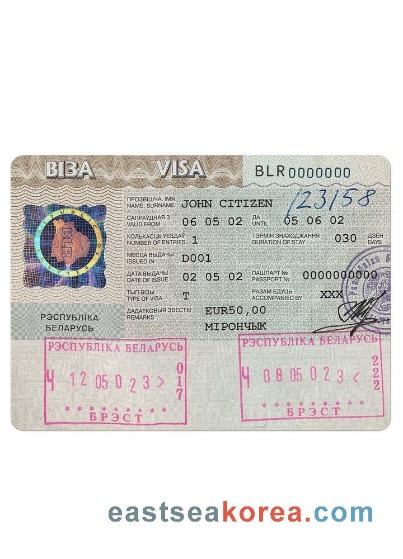 ВІЗА VISA BLR0000000
ПРОЗВІШЧА, ІМЯ
NAME, SURNAME JOHN CITIZEN 123158
САПРАЎДНАЯ З
VALID FROM 06 05 02 ДА UNTIL 05 06 02
КОЛЬКАСЦЬ УЕЗДАЎ
NUMBER OF ENTRIES 1 ТЭРМІН ЗНАХОДЖАННЯ
DURATION OF STAY 030 ДЗЕН
DAYS
МЕСЦА ВЫДАЧЫ
ISSUED IN D001
ДАТА ВЫДАЧЫ
DATE OF ISSUE 02 05 02 ПАШПАРТ №
PASSPORT № 0000000000
ТЫП ВІЗЫ
TYPE OF VISA T РАЗАМ ЕДУЦЬ
ACCOMPANIED BY XXX
ДАДАТКОВЫЯ ЗВЕСТКІ
REMARKS EUR50,00
МІРОНЧЫК
РЭСПУБЛІКА
БЕЛАРУСЬ
РЭСПУБЛІКА БЕЛАРУСЬ
Ч 12 05 02 3 > 017
БРЭСТ
РЭСПУБЛІКА БЕЛАРУСЬ
Ч 08 05 02 3 < 222
БРЭСТ
eastseakorea.com